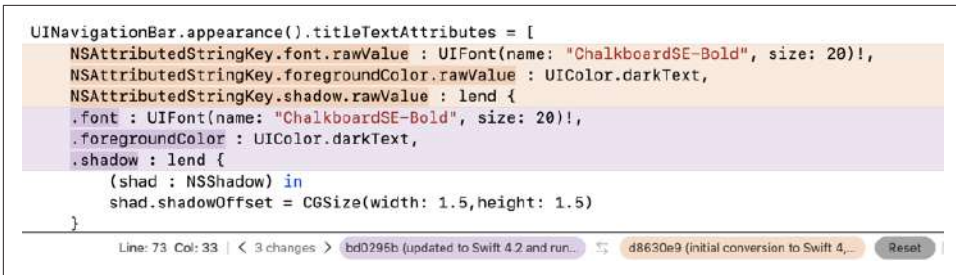 UINavigationBar.appearance().titleTextAttributes = [
NSAttributedStringKey.font.rawValue : UIFont(name: "ChalkboardSE-Bold", size: 20)!,
NSAttributedStringKey.foregroundColor.rawValue : UIColor.darkText,
NSAttributedStringKey.shadow.rawValue : lend {
.font : UIFont(name: "ChalkboardSE-Bold", size: 20)!,
.foregroundColor : UIColor.darkText,
.shadow : lend {
(shad : NSShadow) in
shad.shadowOffset = CGSize(width: 1.5,height: 1.5)
}
Line: 73 Col: 33 | < 3 changes > bd0295b (updated to Swift 4.2 and run... d8630e9 (initial conversion to Swift 4,... Reset